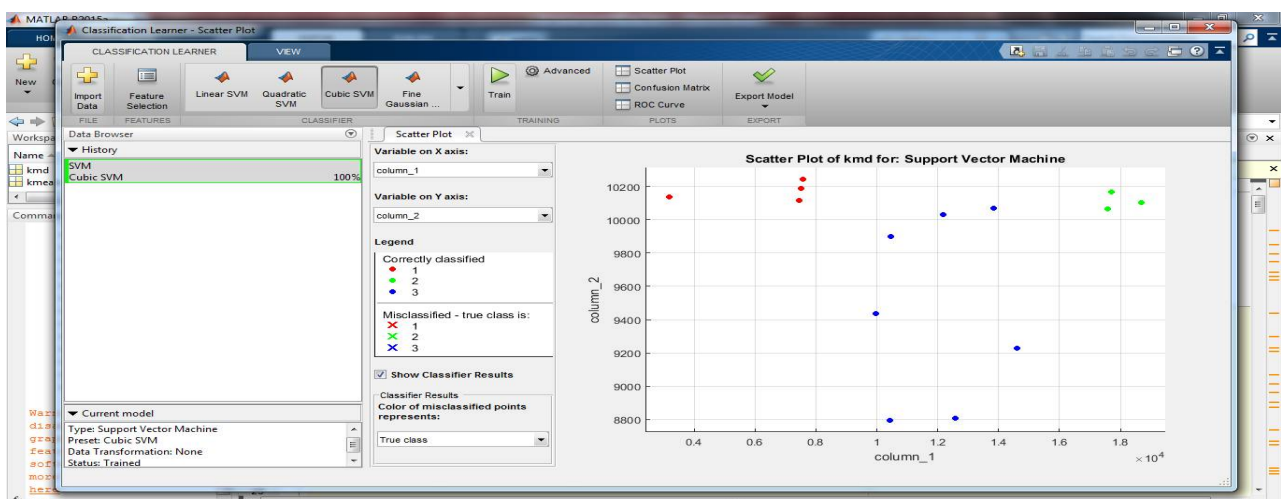 MATLAB R2015a
Classification Learner - Scatter Plot
CLASSIFICATION LEARNER VIEW
New
Import Data
Feature Selection
Linear SVM
Quadratic SVM
Cubic SVM
Fine Gaussian ...
Train
Advanced
Scatter Plot
Confusion Matrix
ROC Curve
Export Model
FILE FEATURES CLASSIFIER TRAINING PLOTS EXPORT
Data Browser
History
SVM
Cubic SVM 100%
Current model
Type: Support Vector Machine
Preset: Cubic SVM
Data Transformation: None
Status: Trained
Scatter Plot
Variable on X axis:
column_1
Variable on Y axis:
column_2
Legend
Correctly classified
1
2
3
Misclassified - true class is:
1
2
3
Show Classifier Results
Classifier Results
Color of misclassified points represents:
True class
Scatter Plot of kmd for: Support Vector Machine
column_2
10200
10000
9800
9600
9400
9200
9000
8800
0.4 0.6 0.8 1 1.2 1.4 1.6 1.8
× 10⁴
column_1
Name
kmd
here